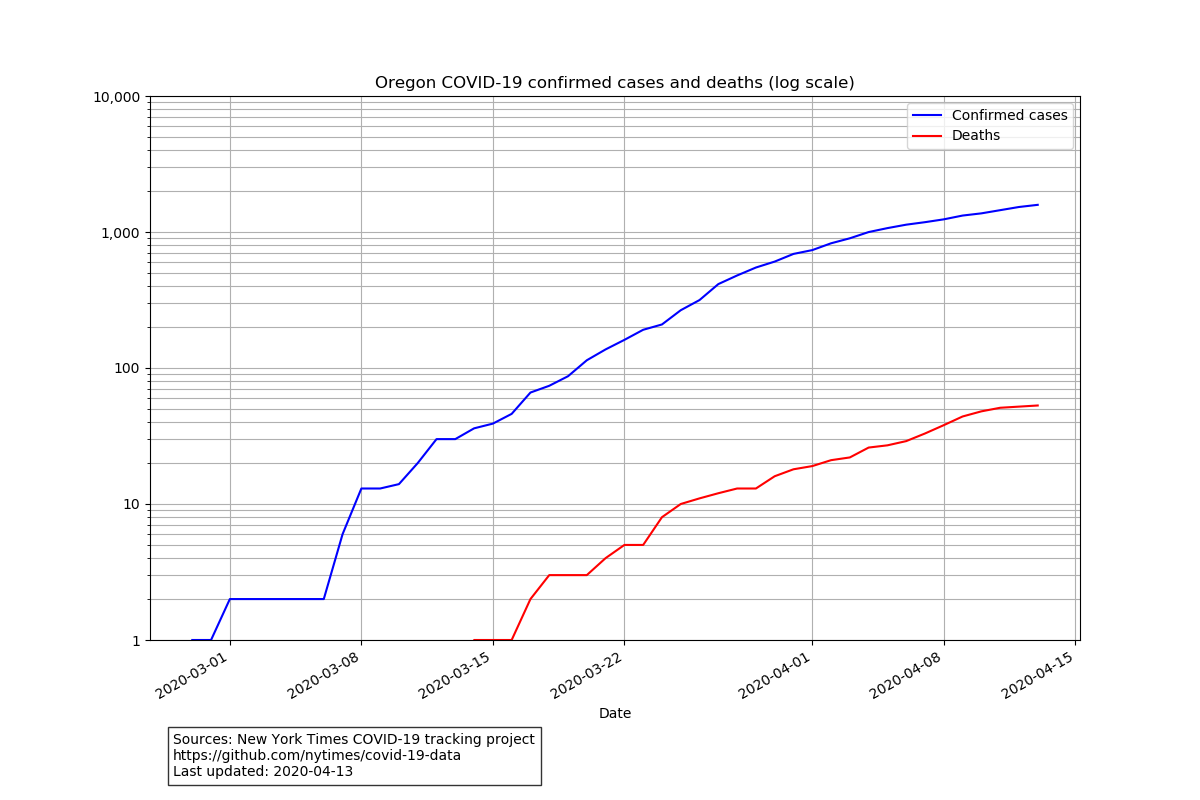 Oregon COVID-19 confirmed cases and deaths (log scale)
10,000
1,000
100
10
1
Confirmed cases
Deaths
2020-03-01
2020-03-08
2020-03-15
2020-03-22
2020-04-01
2020-04-08
2020-04-15
Date
Sources: New York Times COVID-19 tracking project
https://github.com/nytimes/covid-19-data
Last updated: 2020-04-13